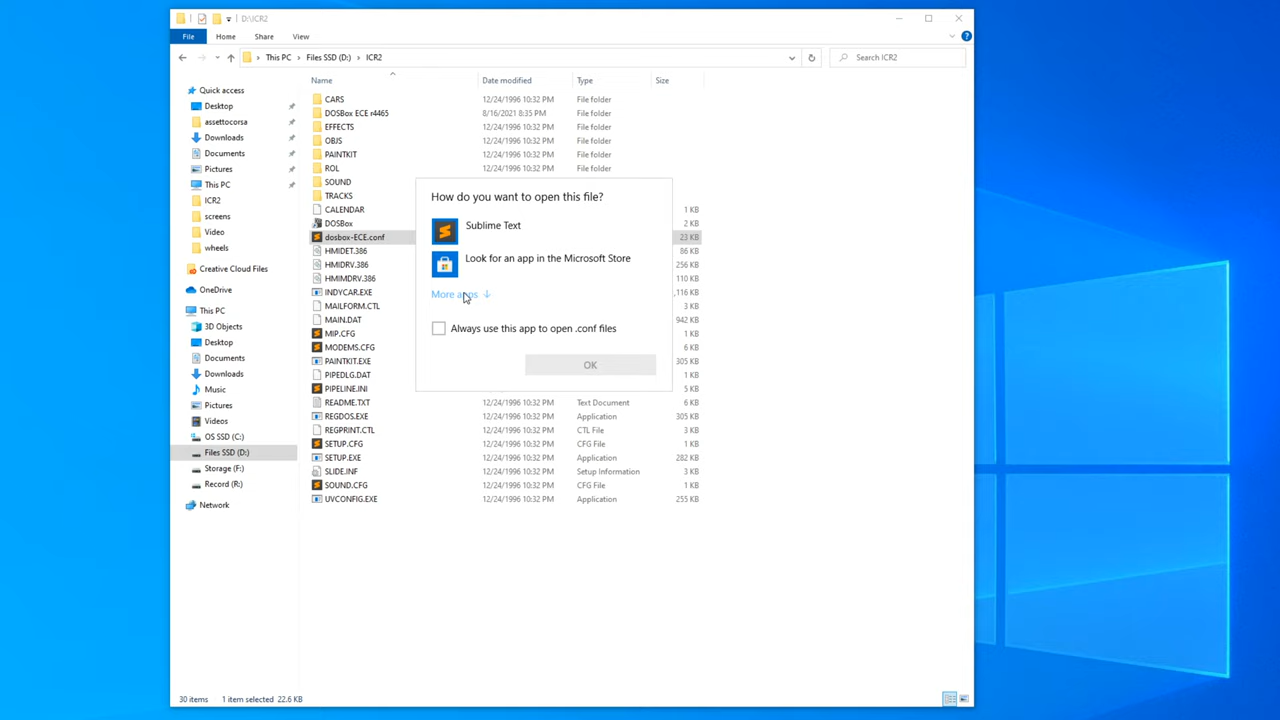 D:\ICR2
File Home Share View
This PC Files SSD (D:) ICR2
Search ICR2
Name Date modified Type Size
Quick access
Desktop
assettocorsa
Downloads
Documents
Pictures
This PC
ICR2
screens
Video
wheels
Creative Cloud Files
OneDrive
This PC
3D Objects
Desktop
Documents
Downloads
Music
Pictures
Videos
OS SSD (C:)
Files SSD (D:)
Storage (F:)
Record (R:)
Network
CARS 12/24/1996 10:32 PM File folder
DOSBox ECE r4465 8/16/2021 8:35 PM File folder
EFFECTS 12/24/1996 10:32 PM File folder
OBJS 12/24/1996 10:32 PM File folder
PAINTKIT 12/24/1996 10:32 PM File folder
ROL 12/24/1996 10:32 PM File folder
SOUND
TRACKS
CALENDAR 1 KB
DOSBox 2 KB
dosbox-ECE.conf 23 KB
HMIDET.386 86 KB
HMIDRV.386 256 KB
HMIMDRV.386 110 KB
INDYCAR.EXE ,116 KB
MAILFORM.CTL 3 KB
MAIN.DAT 942 KB
MIP.CFG 1 KB
MODEMS.CFG 1 KB
PAINTKIT.EXE 305 KB
PIPEDLG.DAT 1 KB
PIPELINE.INI 5 KB
README.TXT 12/24/1996 10:32 PM Text Document 6 KB
REGDOS.EXE 12/24/1996 10:32 PM Application 305 KB
REGPRINT.CTL 12/24/1996 10:32 PM CTL File 3 KB
SETUP.CFG 12/24/1996 10:32 PM CFG File 1 KB
SETUP.EXE 12/24/1996 10:32 PM Application 282 KB
SLIDE.INF 12/24/1996 10:32 PM Setup Information 3 KB
SOUND.CFG 12/24/1996 10:32 PM CFG File 1 KB
UVCONFIG.EXE 12/24/1996 10:32 PM Application 255 KB
How do you want to open this file?
Sublime Text
Look for an app in the Microsoft Store
More apps
Always use this app to open .conf files
OK
30 items 1 item selected 22.6 KB